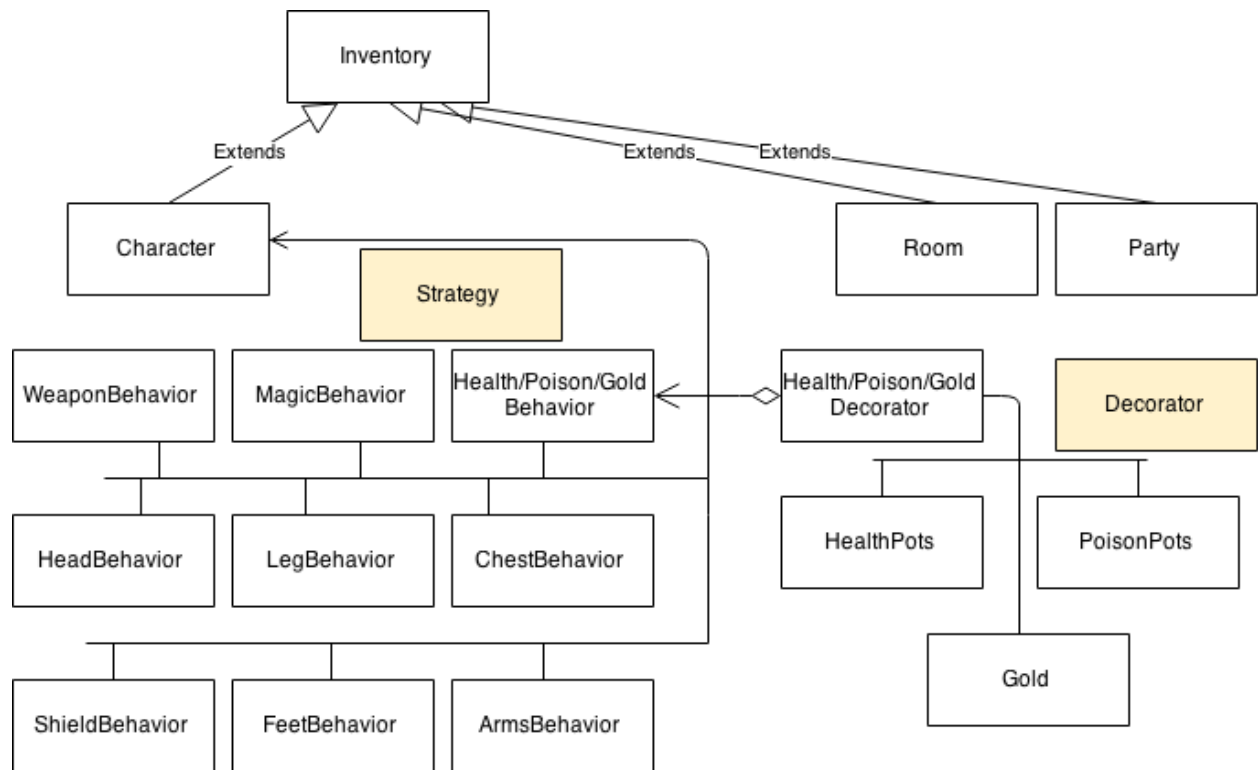 Inventory
Extends
Extends
Extends
Character
Room
Party
Strategy
WeaponBehavior
MagicBehavior
Health/Poison/Gold
Behavior
Health/Poison/Gold
Decorator
Decorator
HeadBehavior
LegBehavior
ChestBehavior
HealthPots
PoisonPots
ShieldBehavior
FeetBehavior
ArmsBehavior
Gold